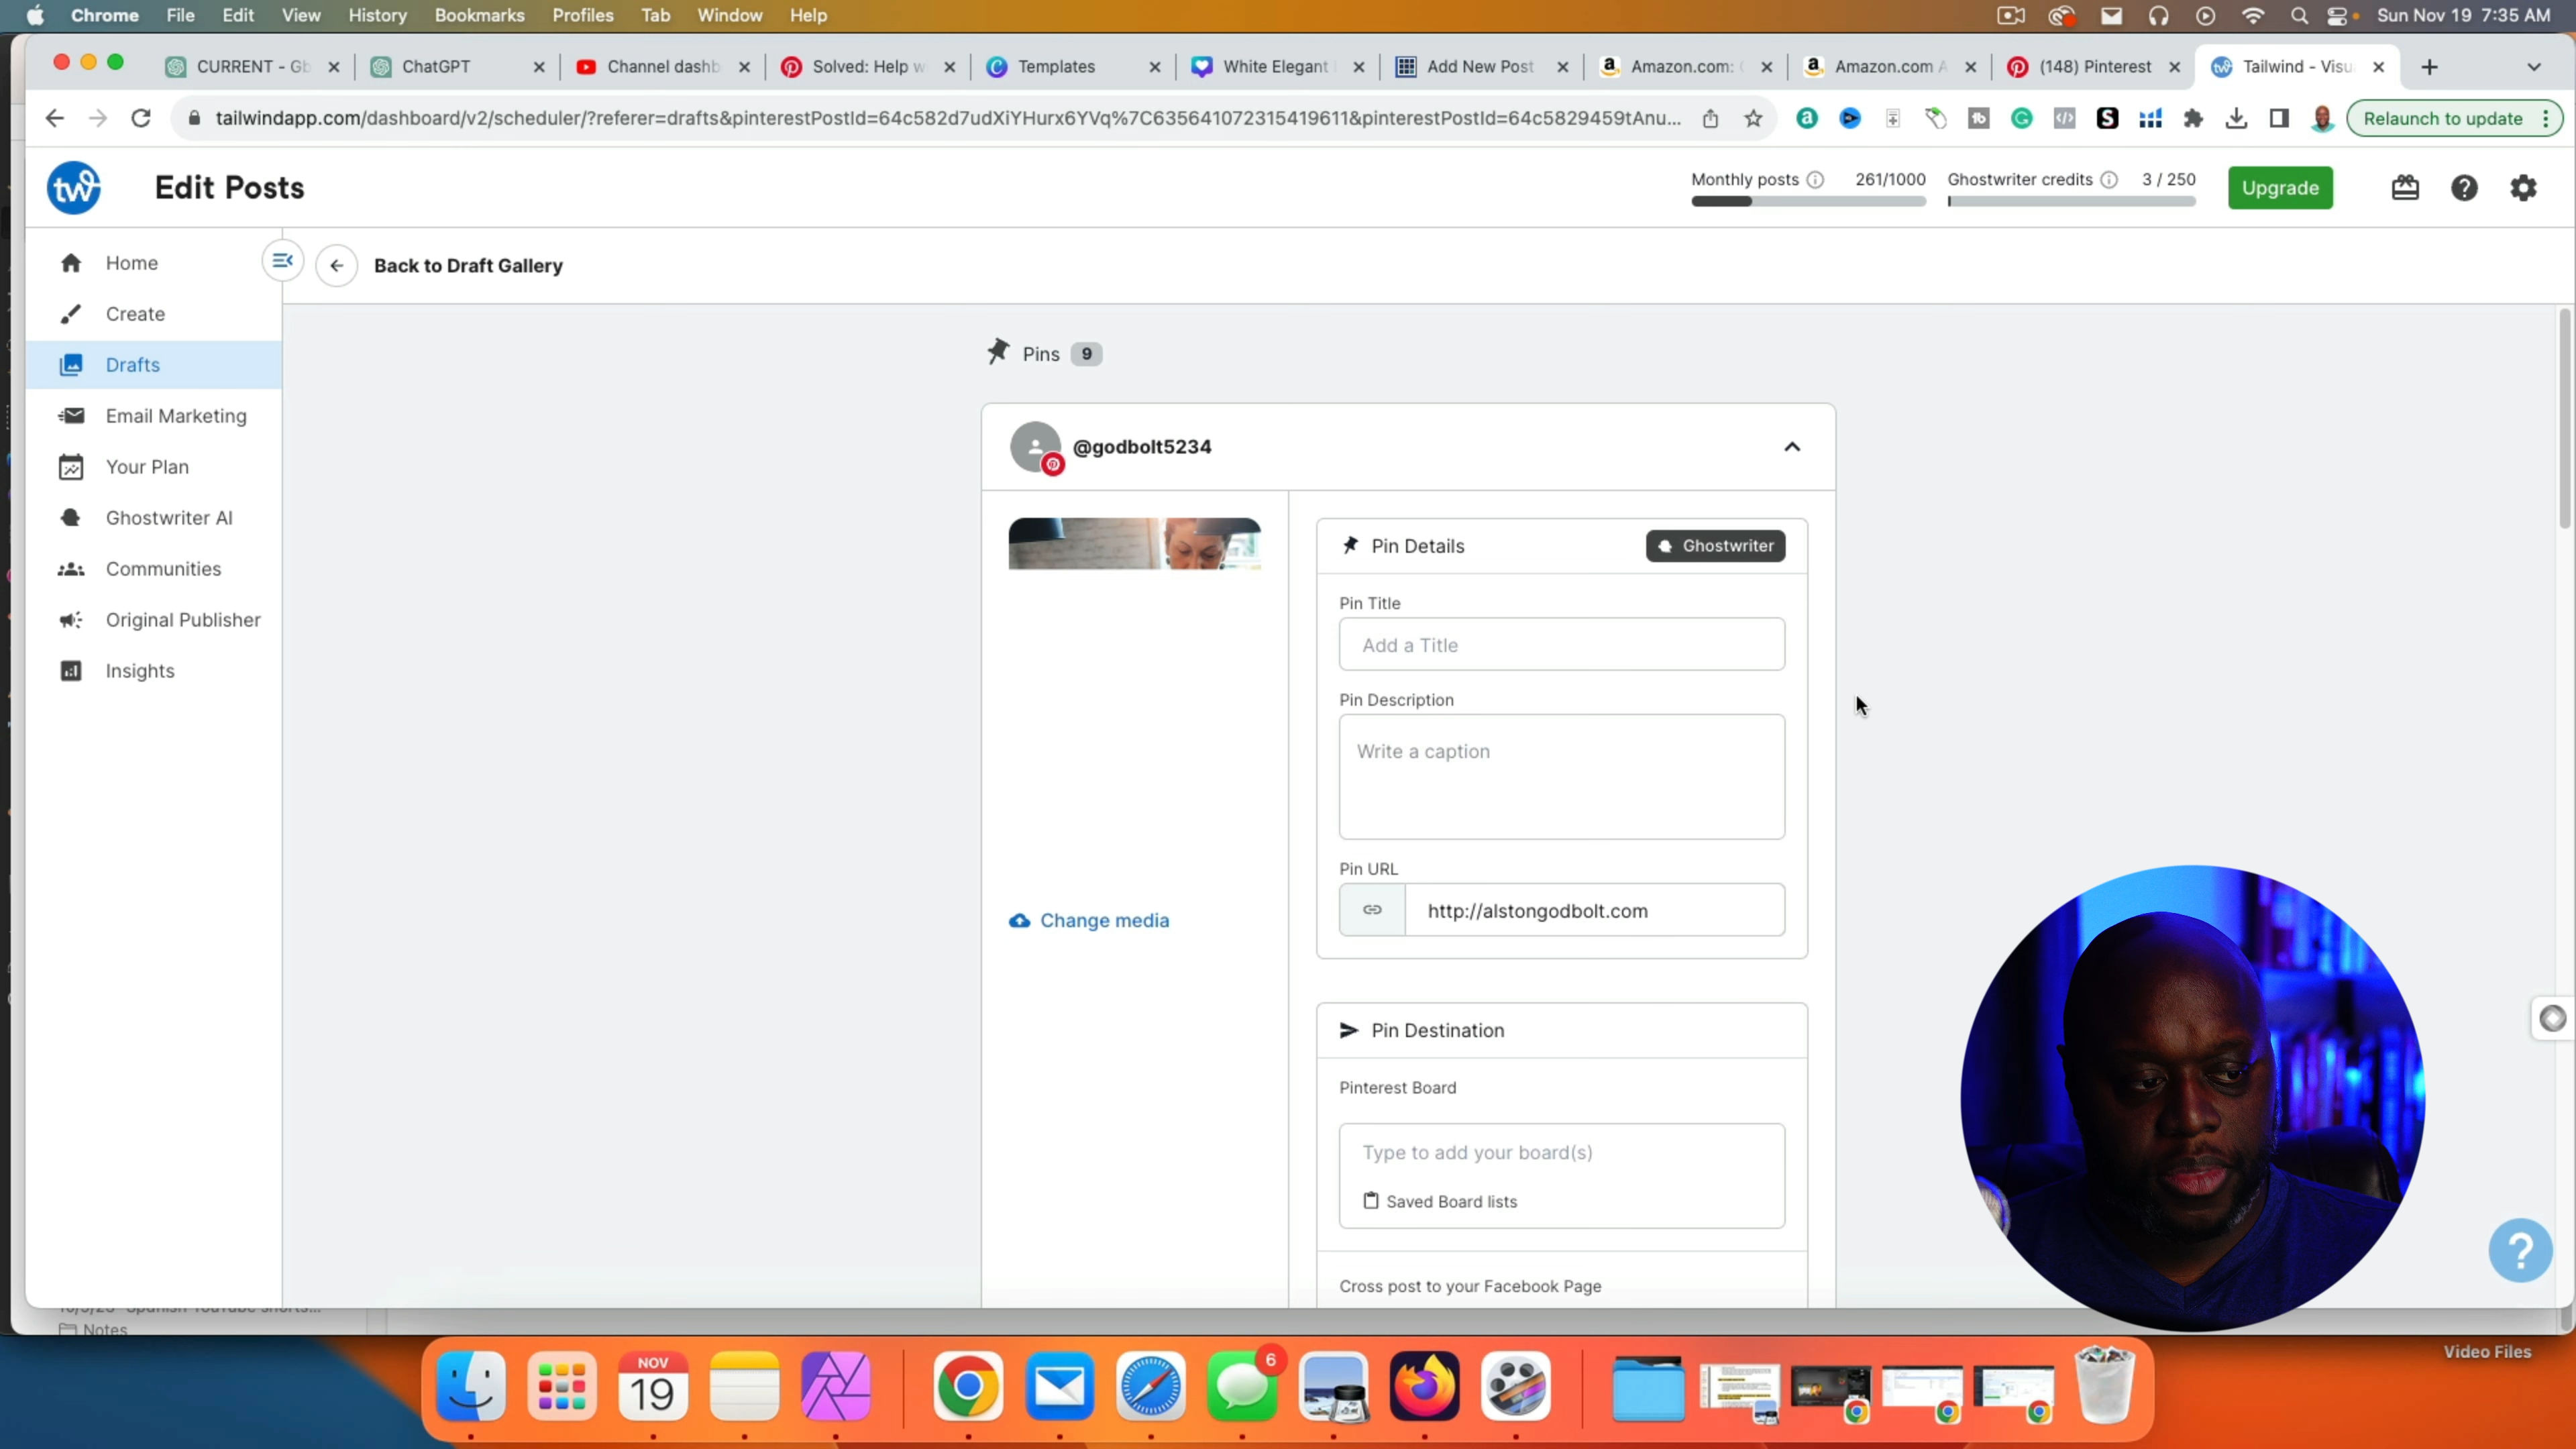 Chrome File Edit View History Bookmarks Profiles Tab Window Help Sun Nov 19 7:35 AM
CURRENT - Gb ChatGPT Channel dashb Solved: Help w Templates White Elegant Add New Post Amazon.com: Amazon.com A (148) Pinterest Tailwind - Visu
tailwindapp.com/dashboard/v2/scheduler/?referer=drafts&pinterestPostId=64c582d7udXiYHurx6YVq%7C635641072315419611&pinterestPostId=64c5829459tAnu... Relaunch to update
tw Edit Posts Monthly posts 261/1000 Ghostwriter credits 3 / 250 Upgrade
Home
Back to Draft Gallery
Create
Drafts
Email Marketing
Your Plan
Ghostwriter AI
Communities
Original Publisher
Insights
Pins 9
@godbolt5234
Change media
Pin Details Ghostwriter
Pin Title
Add a Title
Pin Description
Write a caption
Pin URL
http://alstongodbolt.com
Pin Destination
Pinterest Board
Type to add your board(s)
Saved Board lists
Cross post to your Facebook Page
Notes
Video Files
NOV
19
6